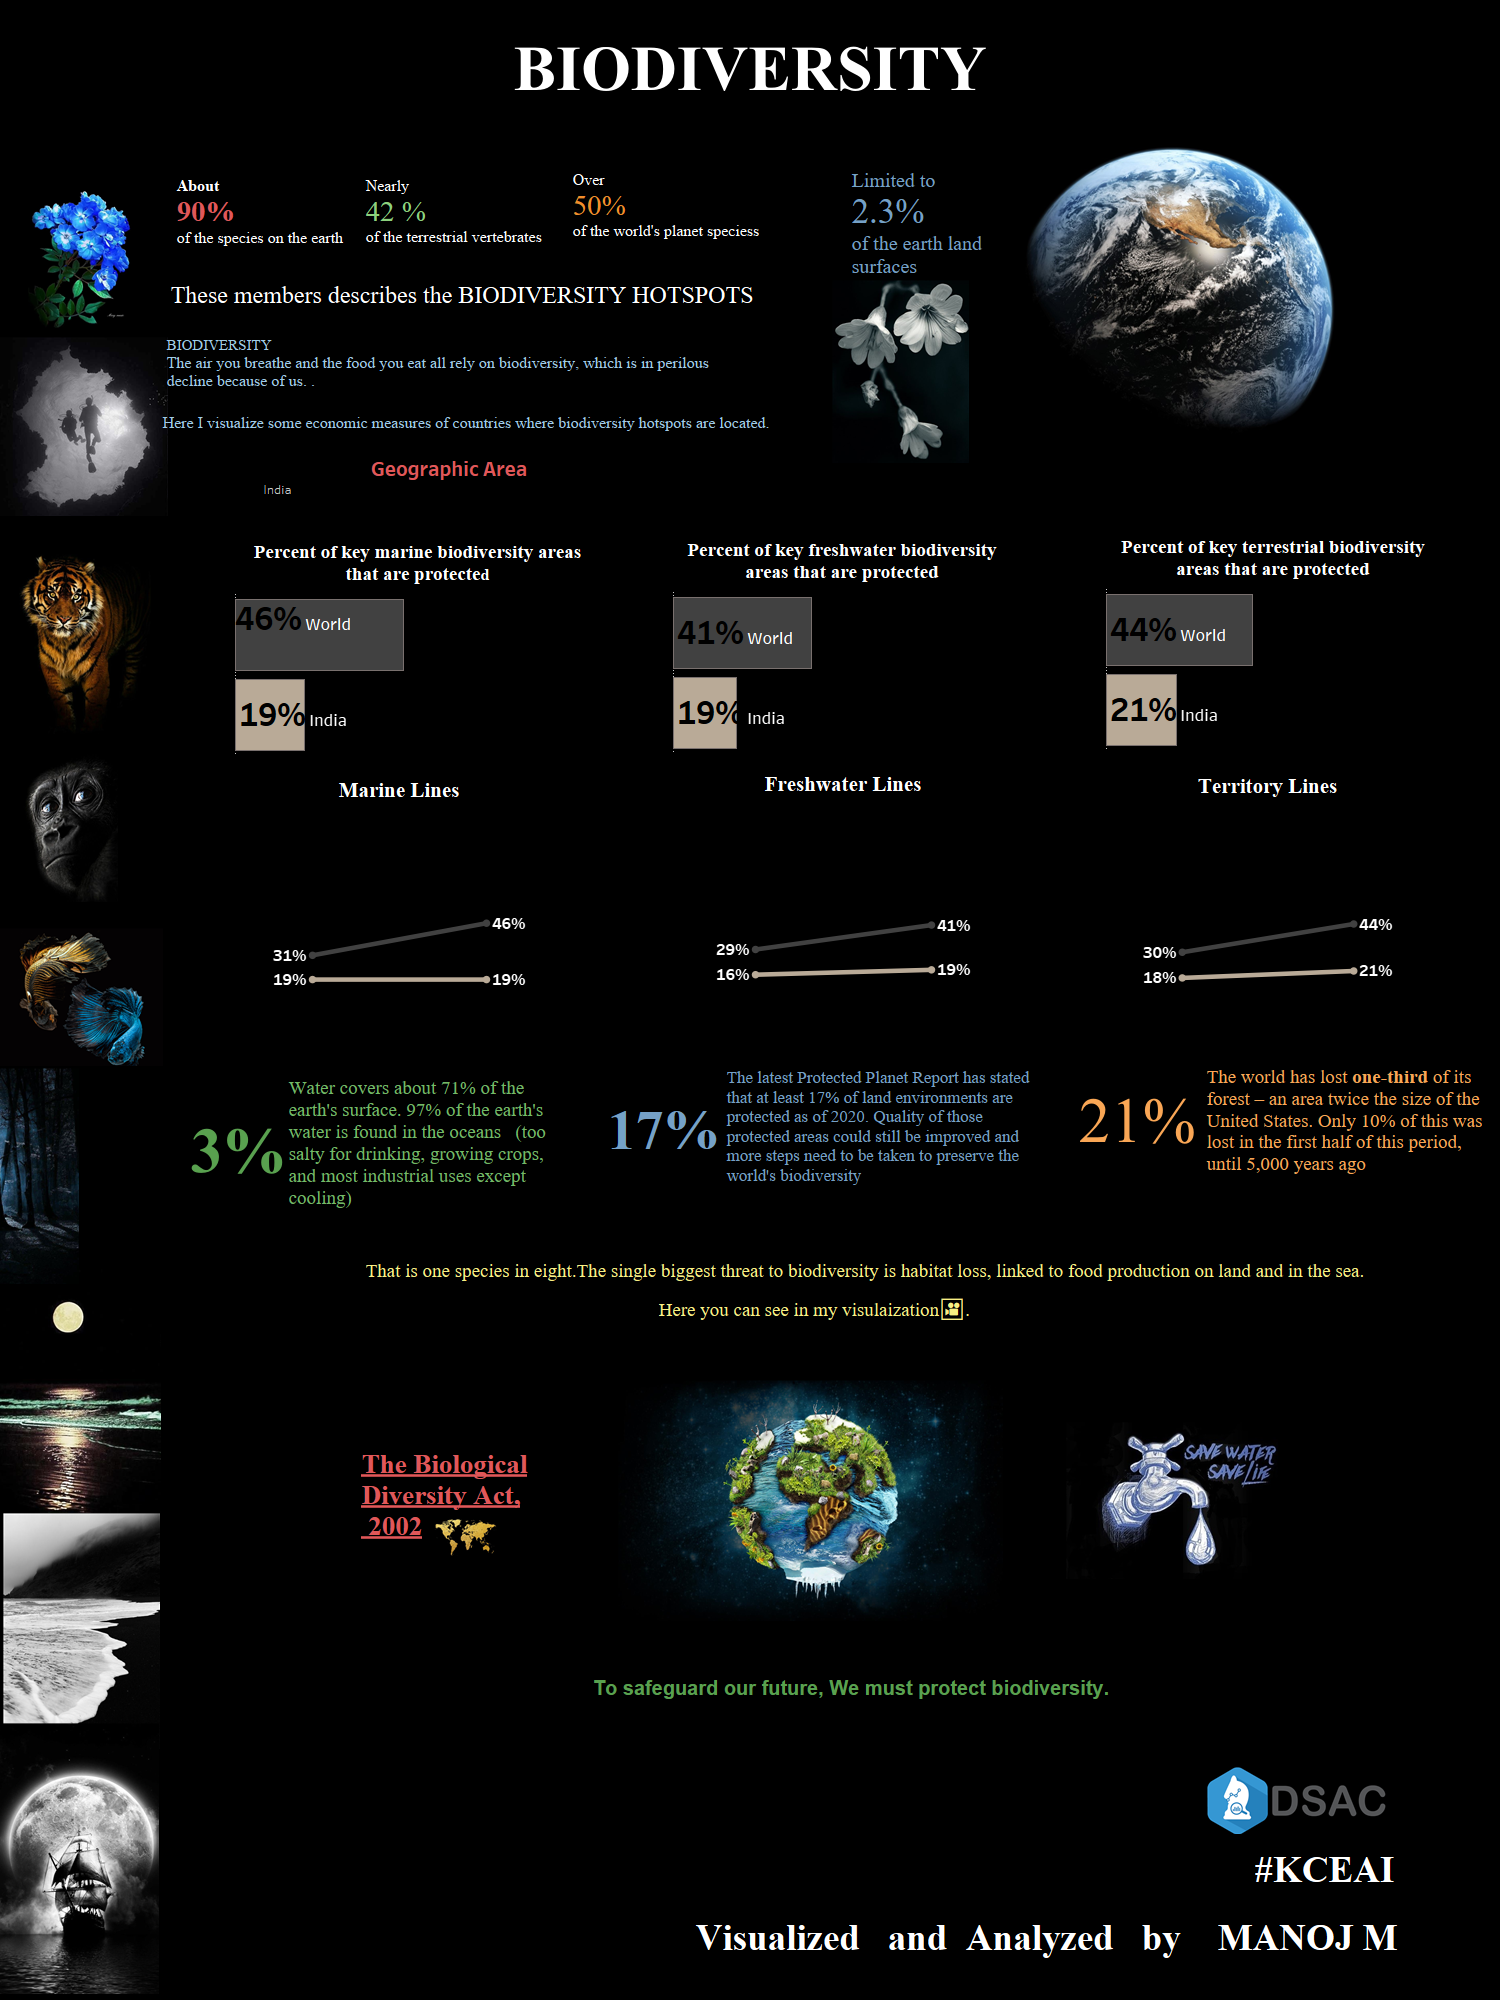 BIODIVERSITY
About
90%
of the species on the earth
Nearly
42 %
of the terrestrial vertebrates
Over
50%
of the world's planet speciess
Limited to
2.3%
of the earth land
surfaces
These members describes the BIODIVERSITY HOTSPOTS
BIODIVERSITY
The air you breathe and the food you eat all rely on biodiversity, which is in perilous
decline because of us. .
Here I visualize some economic measures of countries where biodiversity hotspots are located.
Geographic Area
India
Percent of key marine biodiversity areas
that are protected
46% World
19% India
Percent of key freshwater biodiversity
areas that are protected
41% World
19% India
Percent of key terrestrial biodiversity
areas that are protected
44% World
21% India
Marine Lines
31%
46%
19%
19%
Freshwater Lines
29%
41%
16%
19%
Territory Lines
30%
44%
18%
21%
3%
Water covers about 71% of the
earth's surface. 97% of the earth's
water is found in the oceans (too
salty for drinking, growing crops,
and most industrial uses except
cooling)
17%
The latest Protected Planet Report has stated
that at least 17% of land environments are
protected as of 2020. Quality of those
protected areas could still be improved and
more steps need to be taken to preserve the
world's biodiversity
21%
The world has lost one-third of its
forest – an area twice the size of the
United States. Only 10% of this was
lost in the first half of this period,
until 5,000 years ago
That is one species in eight.The single biggest threat to biodiversity is habitat loss, linked to food production on land and in the sea.
Here you can see in my visulaization🎦.
The Biological
Diversity Act,
2002
SAVE WATER
SAVE LIFE
To safeguard our future, We must protect biodiversity.
DSAC
#KCEAI
Visualized and Analyzed by MANOJ M